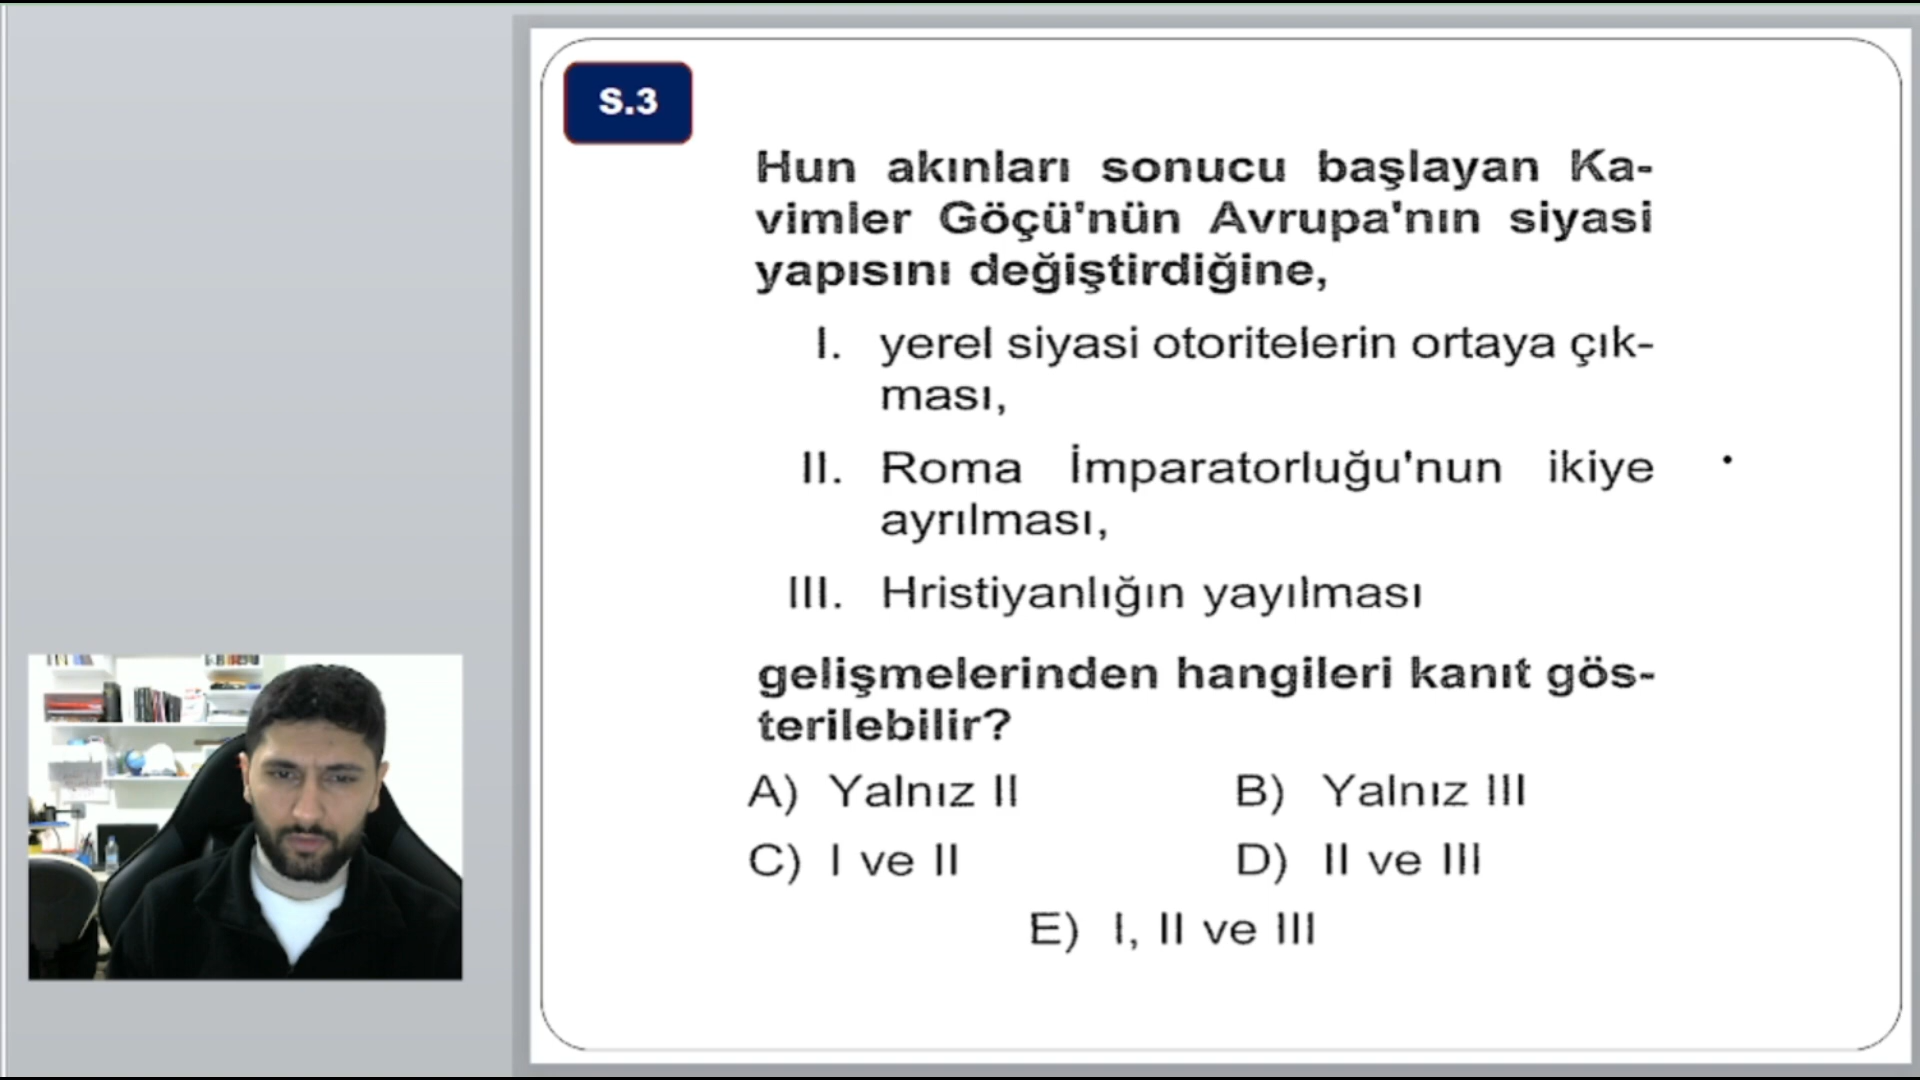 S.3
Hun akınları sonucu başlayan Ka-
vimler Göçü'nün Avrupa'nın siyasi
yapısını değiştirdiğine,
I. yerel siyasi otoritelerin ortaya çık-
ması,
II. Roma İmparatorluğu'nun ikiye
ayrılması,
III. Hristiyanlığın yayılması
gelişmelerinden hangileri kanıt gös-
terilebilir?
A) Yalnız II B) Yalnız III
C) I ve II D) II ve III
E) I, II ve III